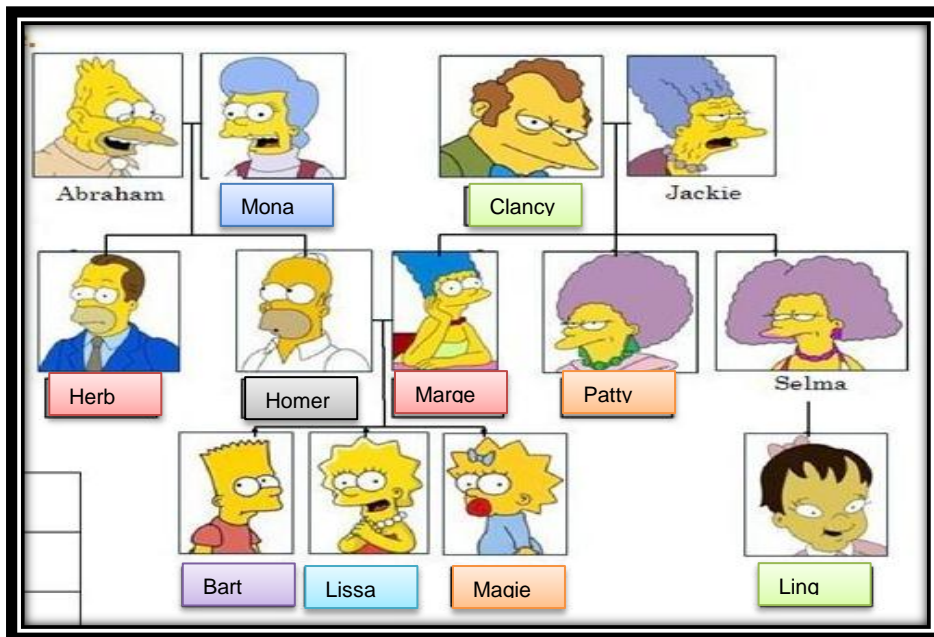 Abraham
Mona
Clancy
Jackie
Herb
Homer
Marge
Patty
Selma
Bart
Lissa
Magie
Ling